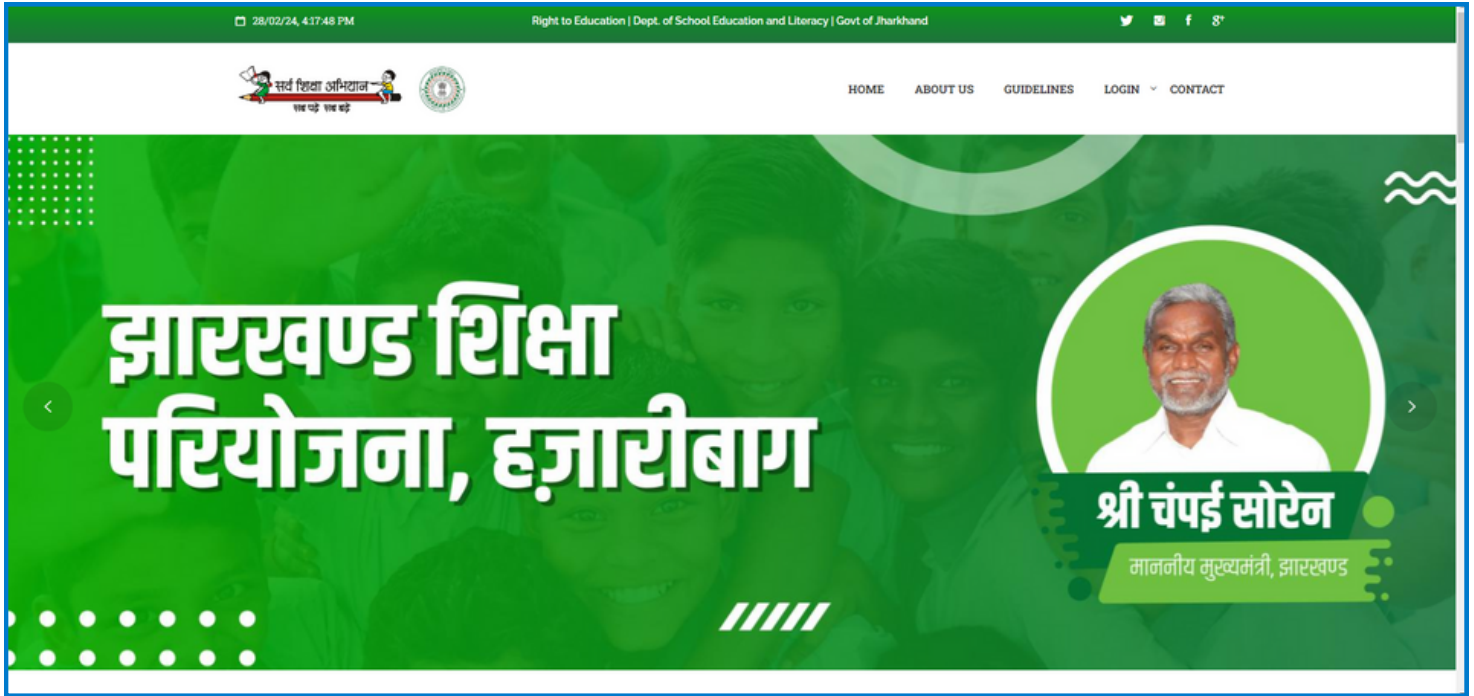 28/02/24, 4:17:48 PM
Right to Education | Dept. of School Education and Literacy | Govt of Jharkhand
सर्व शिक्षा अभियान
सब पढ़े सब बढ़े
HOME ABOUT US GUIDELINES LOGIN CONTACT
झारखण्ड शिक्षा
परियोजना, हज़ारीबाग
श्री चंपई सोरेन
माननीय मुख्यमंत्री, झारखण्ड